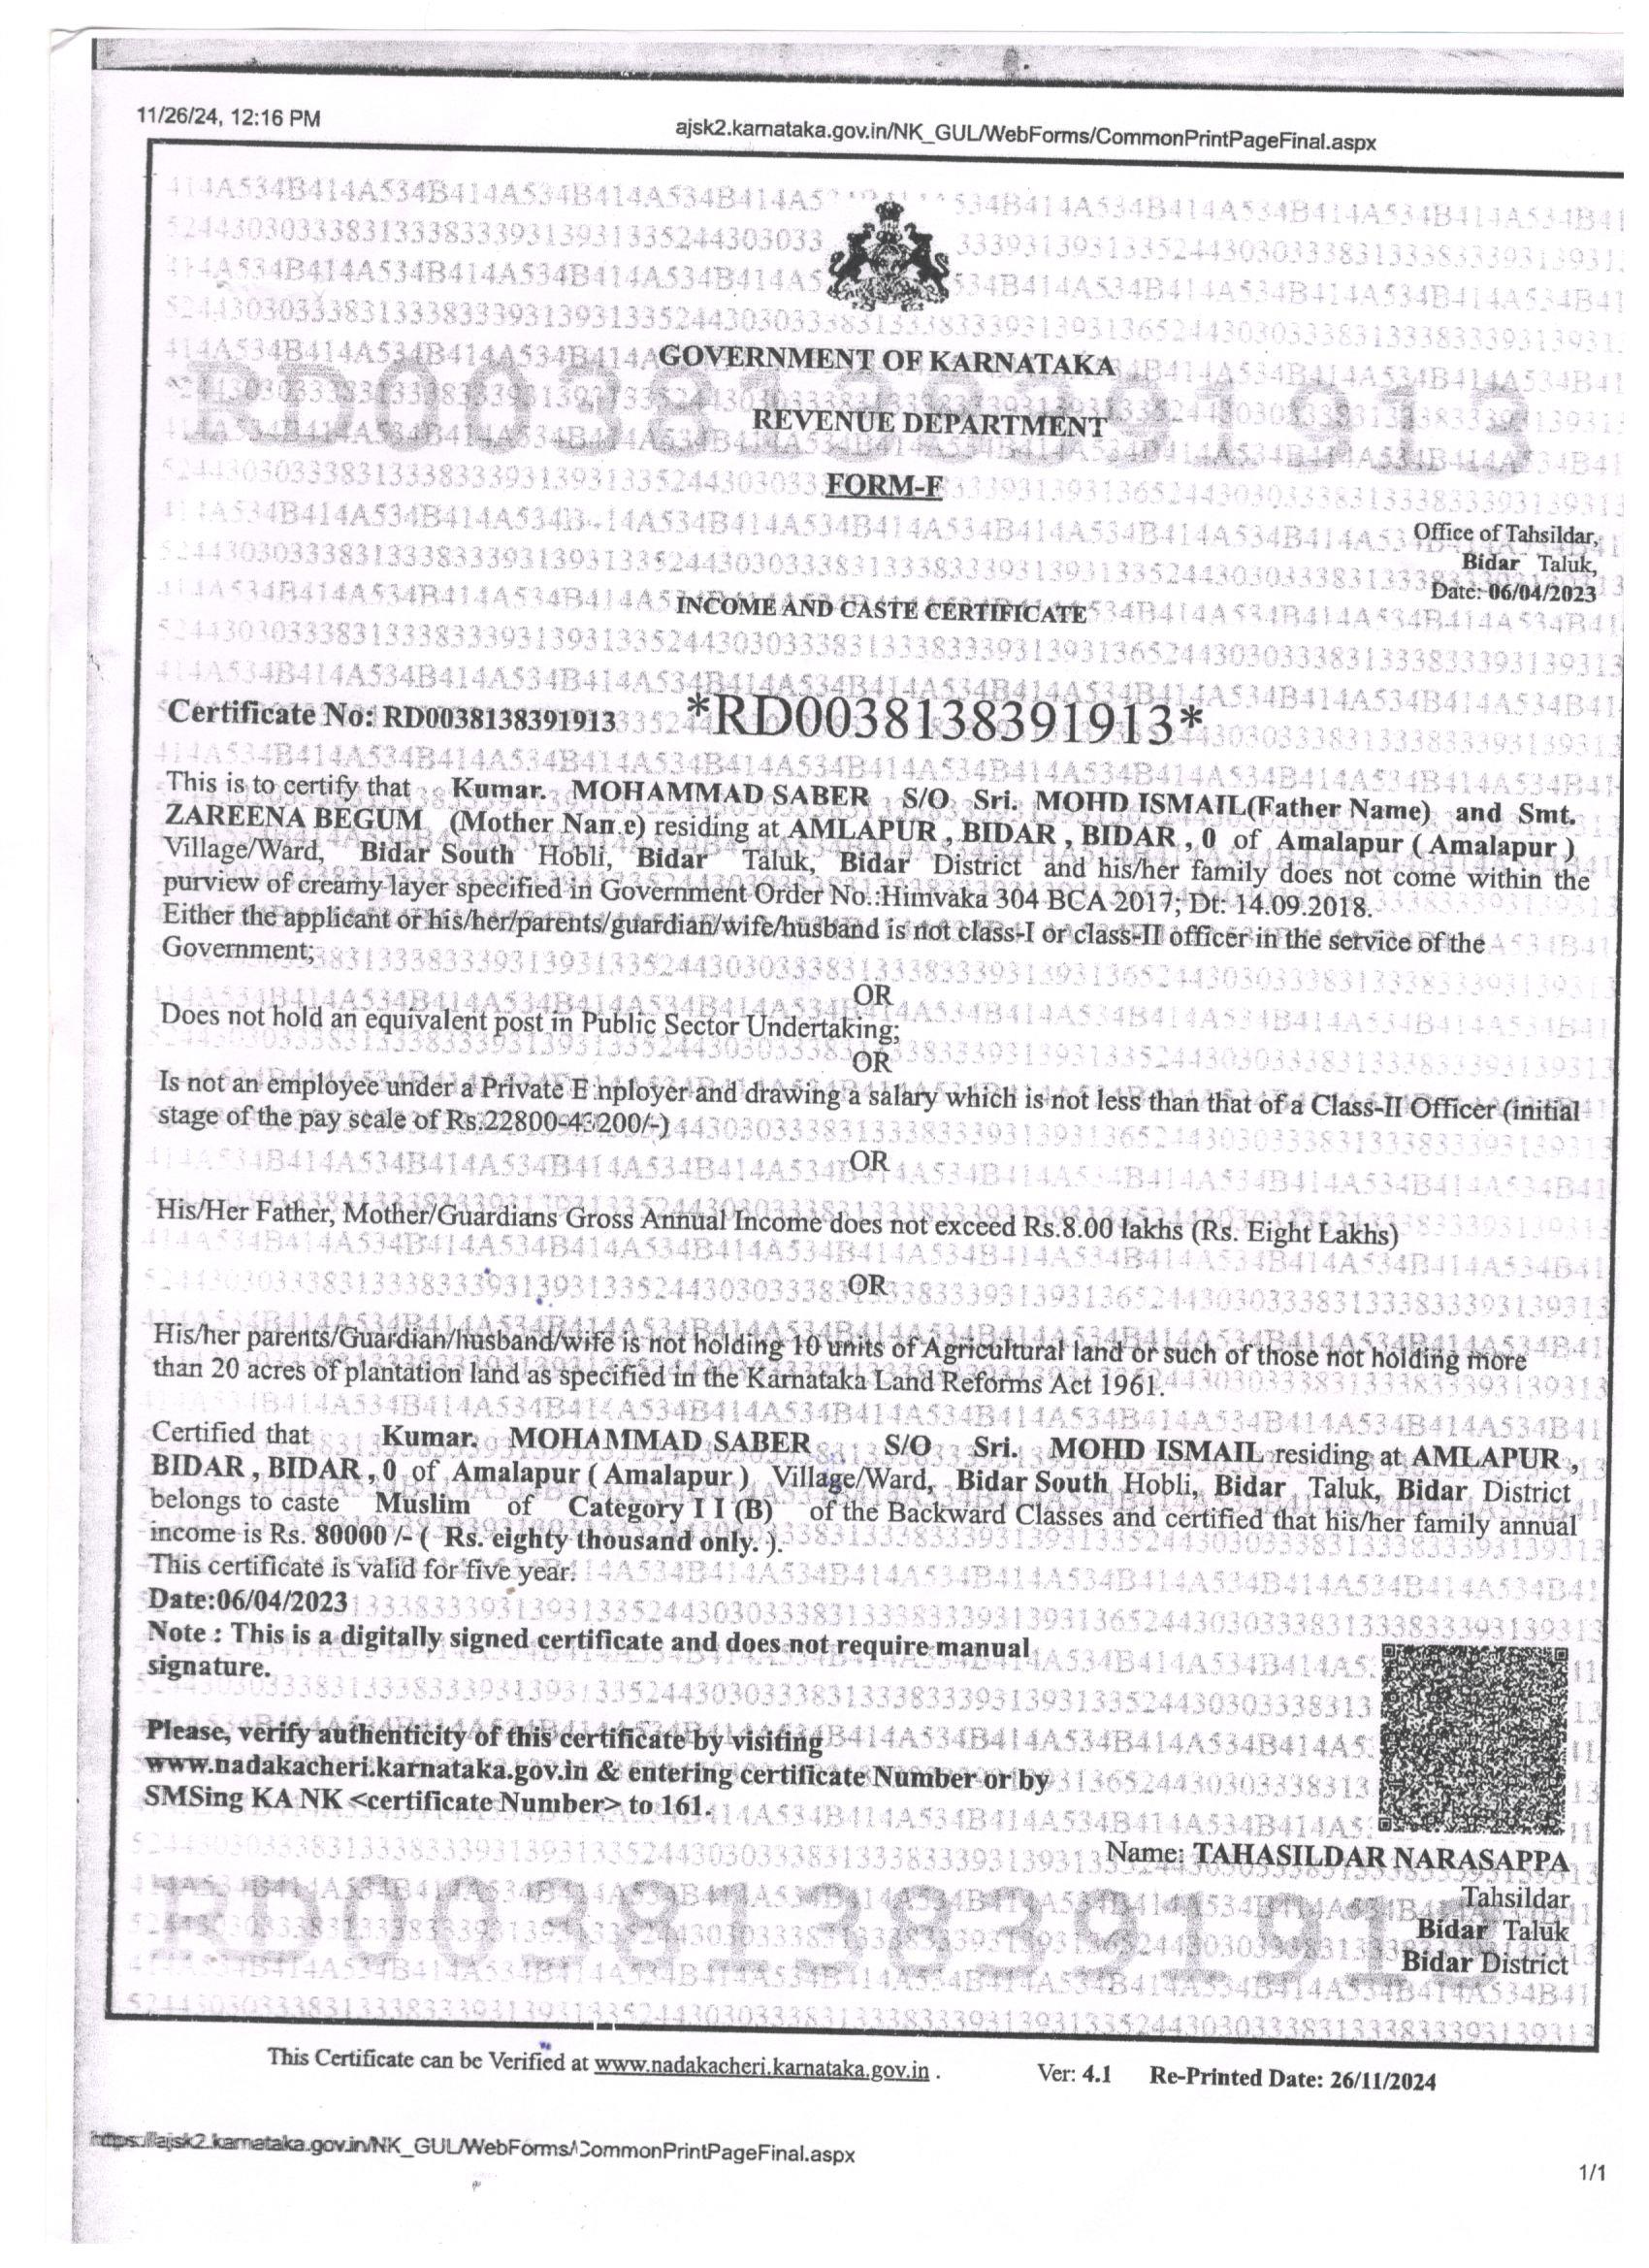 11/26/24, 12:16 PM
ajsk2.karnataka.gov.in/NK_GUL/WebForms/CommonPrintPageFinal.aspx
GOVERNMENT OF KARNATAKA
REVENUE DEPARTMENT
FORM-F
Office of Tahsildar,
Bidar Taluk,
Date: 06/04/2023
INCOME AND CASTE CERTIFICATE
Certificate No: RD0038138391913 *RD0038138391913*
This is to certify that Kumar. MOHAMMAD SABER S/O Sri. MOHD ISMAIL(Father Name) and Smt.
ZAREENA BEGUM (Mother Name) residing at AMLAPUR , BIDAR , BIDAR , 0 of Amalapur ( Amalapur )
Village/Ward, Bidar South Hobli, Bidar Taluk, Bidar District and his/her family does not come within the
purview of creamy layer specified in Government Order No.:Himvaka 304 BCA 2017; Dt: 14.09.2018.
Either the applicant or his/her/parents/guardian/wife/husband is not class-I or class-II officer in the service of the
Government;
OR
Does not hold an equivalent post in Public Sector Undertaking;
OR
Is not an employee under a Private Employer and drawing a salary which is not less than that of a Class-II Officer (initial
stage of the pay scale of Rs.22800-43200/-)
OR
His/Her Father, Mother/Guardians Gross Annual Income does not exceed Rs.8.00 lakhs (Rs. Eight Lakhs)
OR
His/her parents/Guardian/husband/wife is not holding 10 units of Agricultural land or such of those not holding more
than 20 acres of plantation land as specified in the Karnataka Land Reforms Act 1961.
Certified that Kumar. MOHAMMAD SABER S/O Sri. MOHD ISMAIL residing at AMLAPUR ,
BIDAR , BIDAR , 0 of Amalapur ( Amalapur ) Village/Ward, Bidar South Hobli, Bidar Taluk, Bidar District
belongs to caste Muslim of Category I I (B) of the Backward Classes and certified that his/her family annual
income is Rs. 80000 /- ( Rs. eighty thousand only. ).
This certificate is valid for five year.
Date:06/04/2023
Note : This is a digitally signed certificate and does not require manual
signature.
Please, verify authenticity of this certificate by visiting
www.nadakacheri.karnataka.gov.in & entering certificate Number or by
SMSing KA NK <certificate Number> to 161.
Name: TAHASILDAR NARASAPPA
Tahsildar
Bidar Taluk
Bidar District
RD0038138391913
This Certificate can be Verified at www.nadakacheri.karnataka.gov.in .
Ver: 4.1 Re-Printed Date: 26/11/2024
https://ajsk2.karnataka.gov.in/NK_GUL/WebForms/CommonPrintPageFinal.aspx
1/1